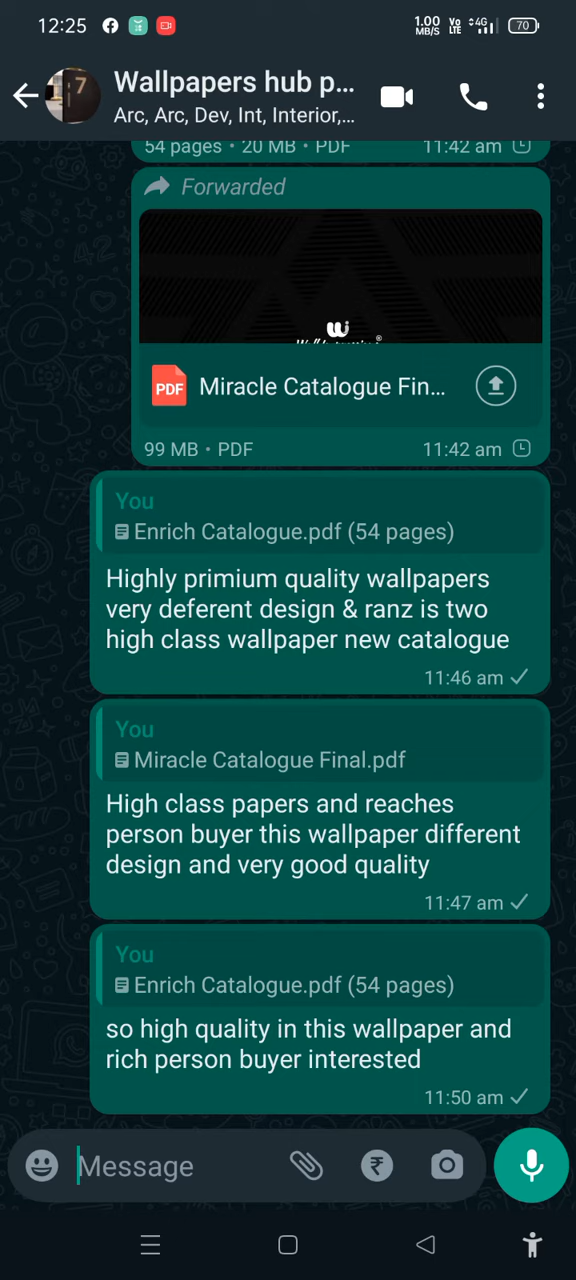 12:25
1.00 MB/S Vo LTE 4G 70
Wallpapers hub p...
Arc, Arc, Dev, Int, Interior,...
54 pages • 20 MB • PDF 11:42 am
Forwarded
PDF Miracle Catalogue Fin...
99 MB • PDF 11:42 am
You
Enrich Catalogue.pdf (54 pages)
Highly primium quality wallpapers
very deferent design & ranz is two
high class wallpaper new catalogue
11:46 am
You
Miracle Catalogue Final.pdf
High class papers and reaches
person buyer this wallpaper different
design and very good quality
11:47 am
You
Enrich Catalogue.pdf (54 pages)
so high quality in this wallpaper and
rich person buyer interested
11:50 am
Message